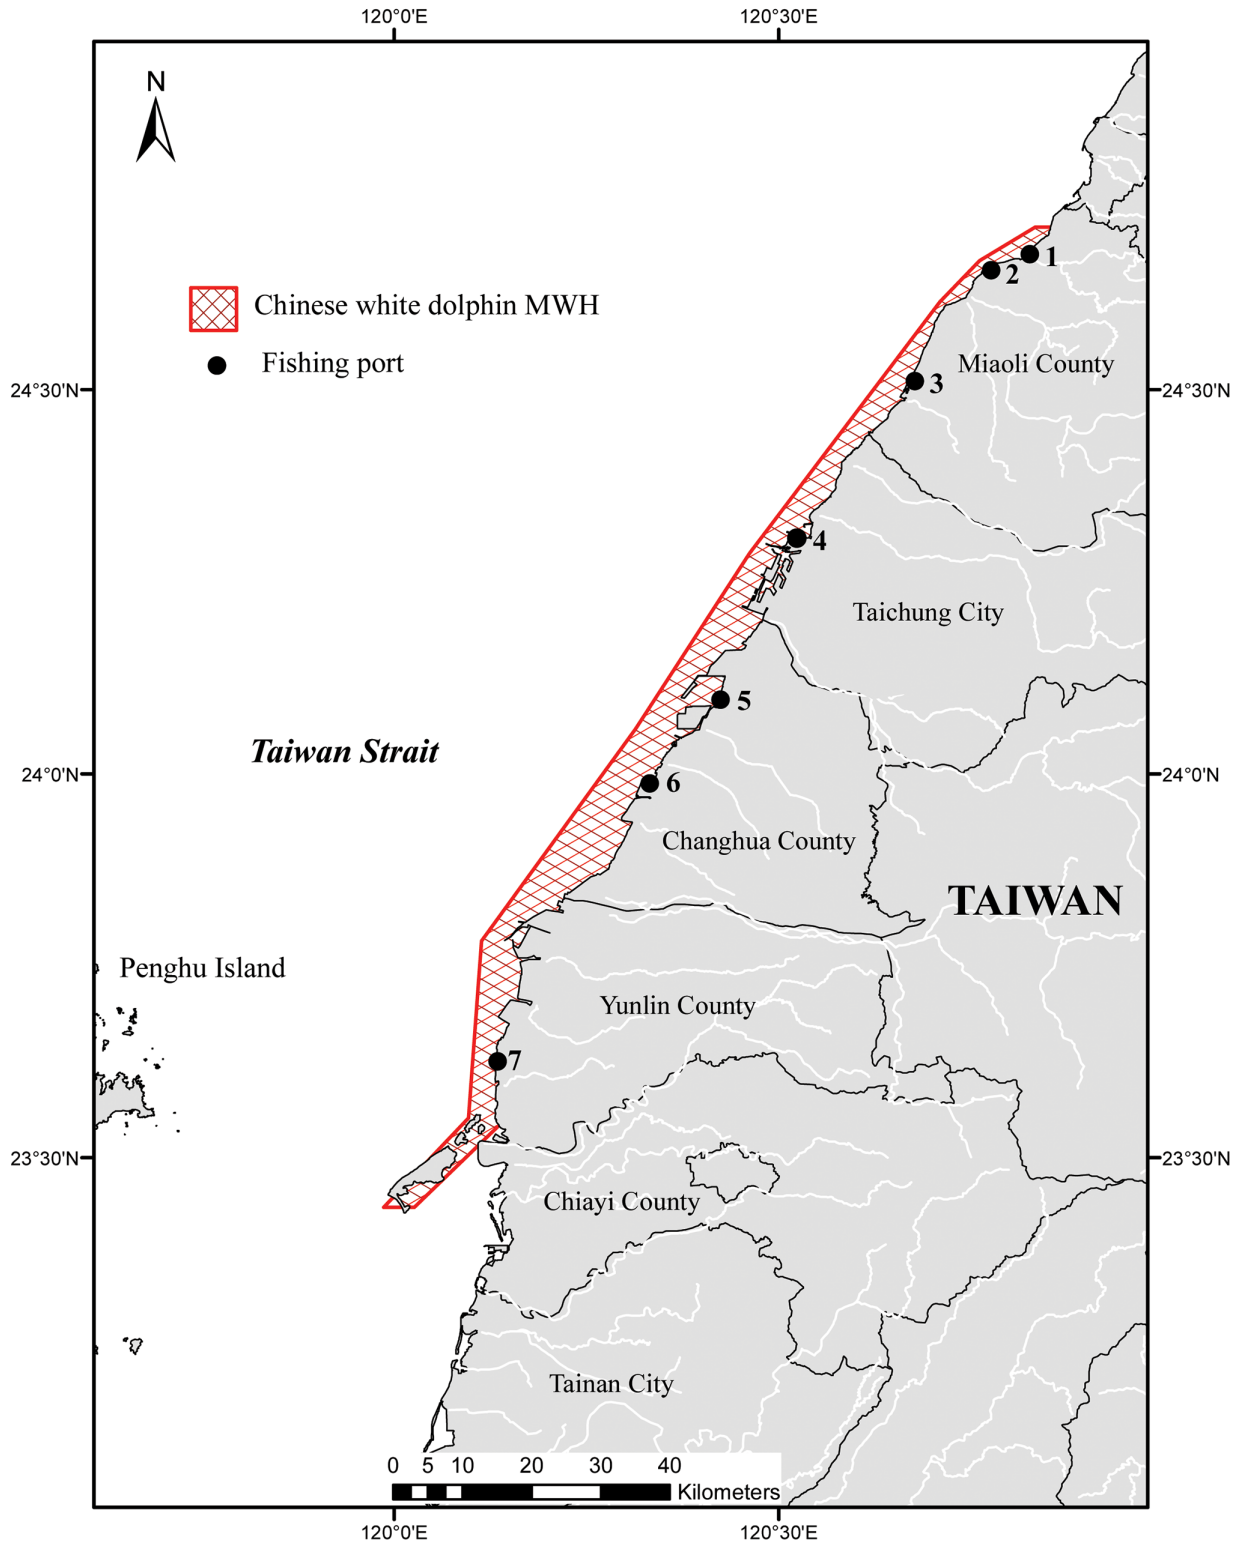 120°0'E 120°30'E
N
1
2
Chinese white dolphin MWH
Fishing port
Miaoli County
3
24°30'N 24°30'N
4
Taichung City
5
Taiwan Strait
24°0'N 24°0'N
6
Changhua County
TAIWAN
Penghu Island
Yunlin County
7
23°30'N 23°30'N
Chiayi County
Tainan City
0 5 10 20 30 40
Kilometers
120°0'E 120°30'E